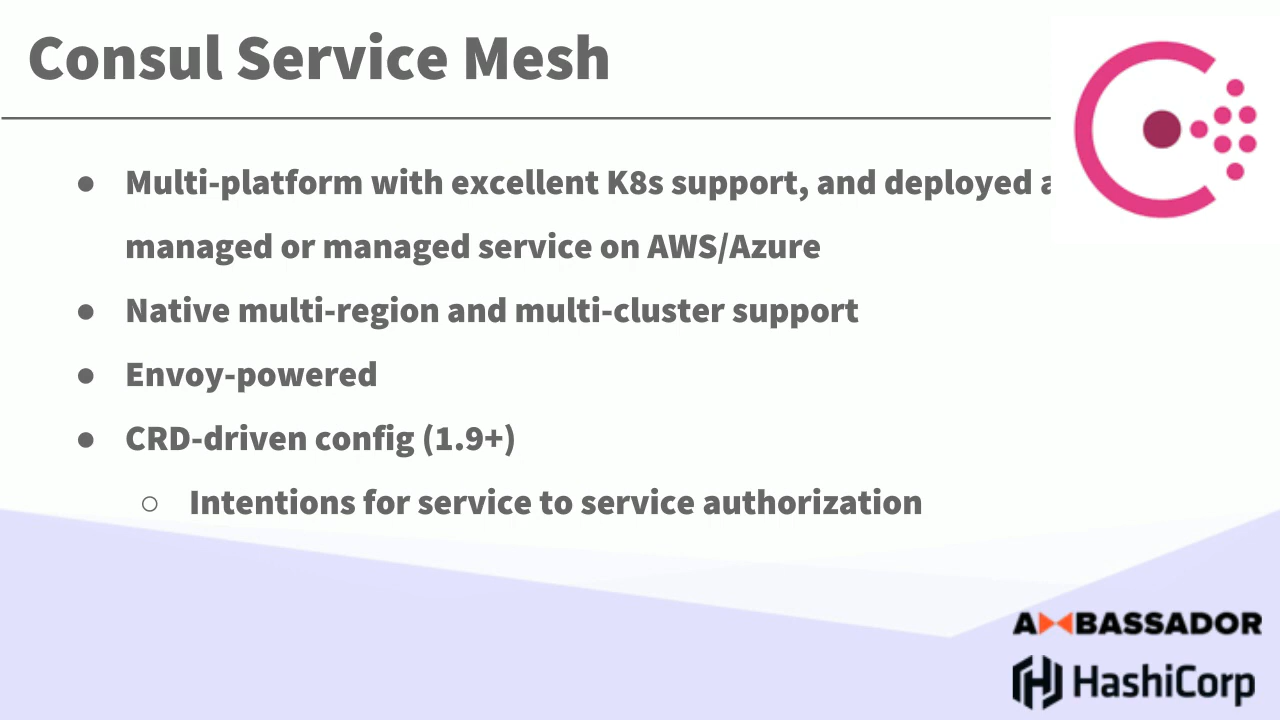 Consul Service Mesh
● Multi-platform with excellent K8s support, and deployed
managed or managed service on AWS/Azure
● Native multi-region and multi-cluster support
● Envoy-powered
● CRD-driven config (1.9+)
○ Intentions for service to service authorization
AMBASSADOR
HashiCorp